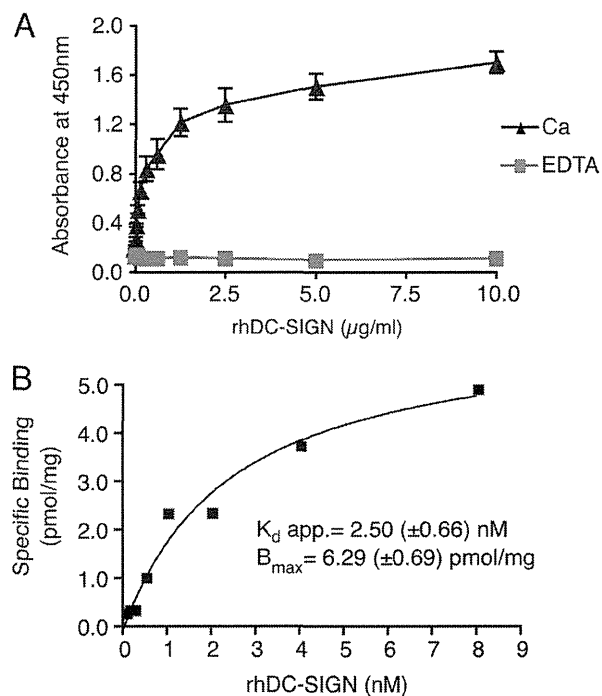 A
Absorbance at 450nm
2.0
1.6
1.2
0.8
0.4
0.0
0.0 2.5 5.0 7.5 10.0
rhDC-SIGN (µg/ml)
Ca
EDTA
B
Specific Binding
(pmol/mg)
5.0
4.0
3.0
2.0
1.0
0.0
K_d app.= 2.50 (±0.66) nM
B_max= 6.29 (±0.69) pmol/mg
0 1 2 3 4 5 6 7 8 9
rhDC-SIGN (nM)